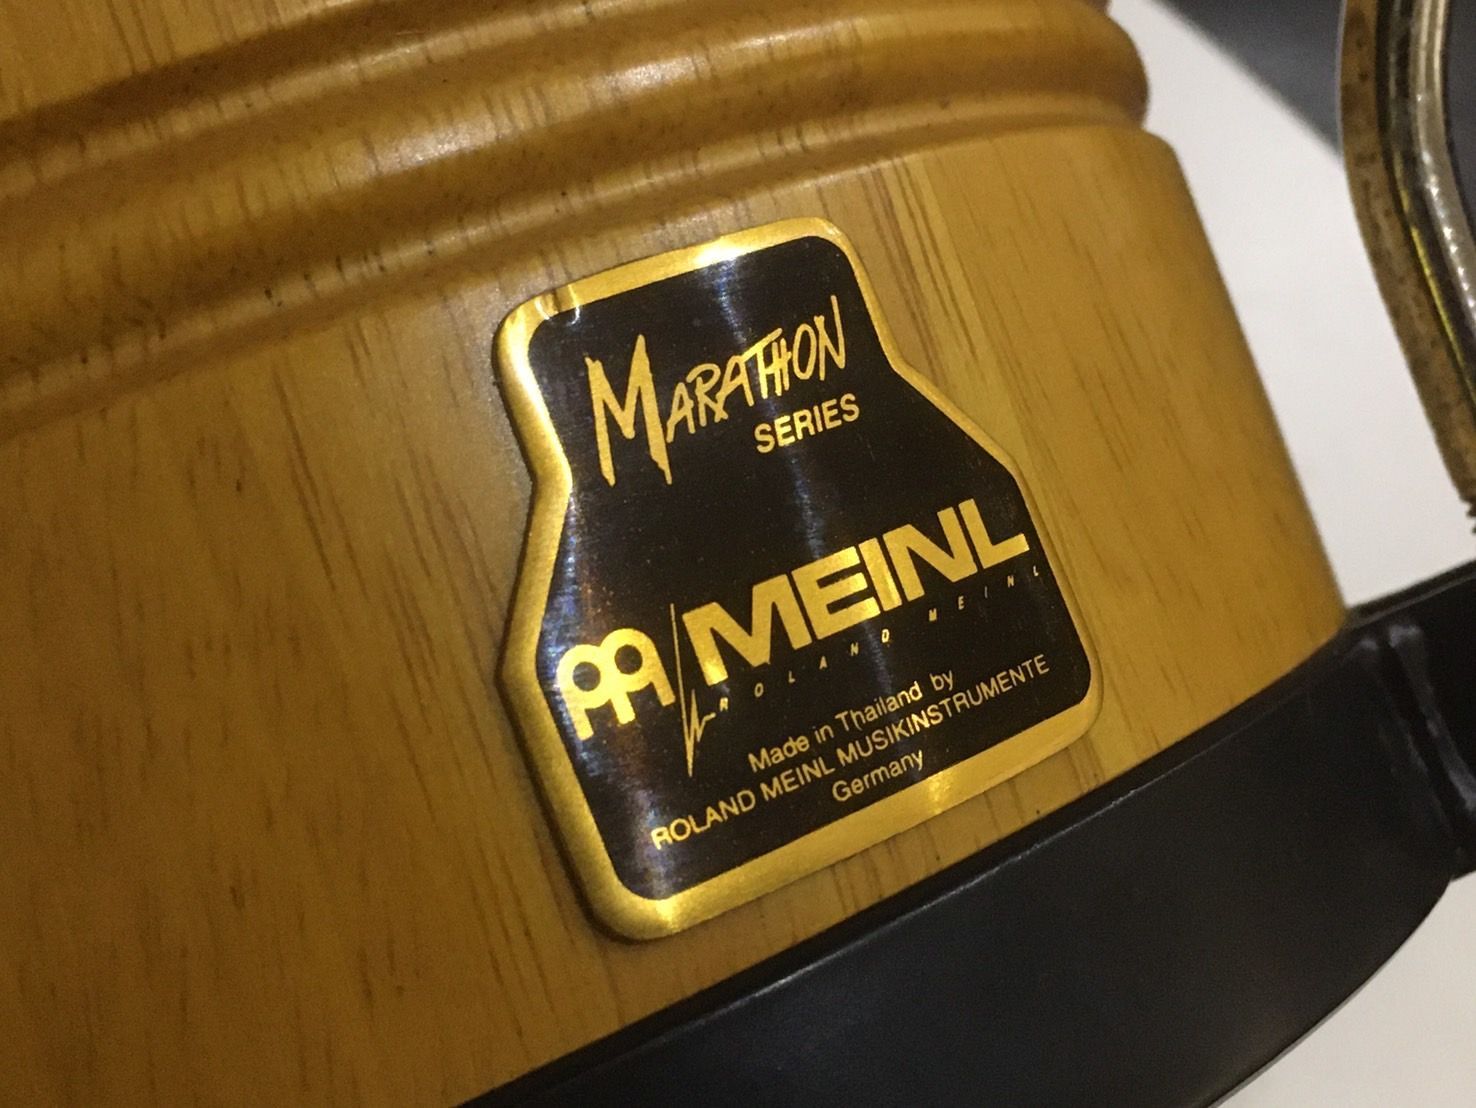 MARATHON
SERIES
MEINL
ROLAND MEINL
Made in Thailand by
ROLAND MEINL MUSIKINSTRUMENTE
Germany